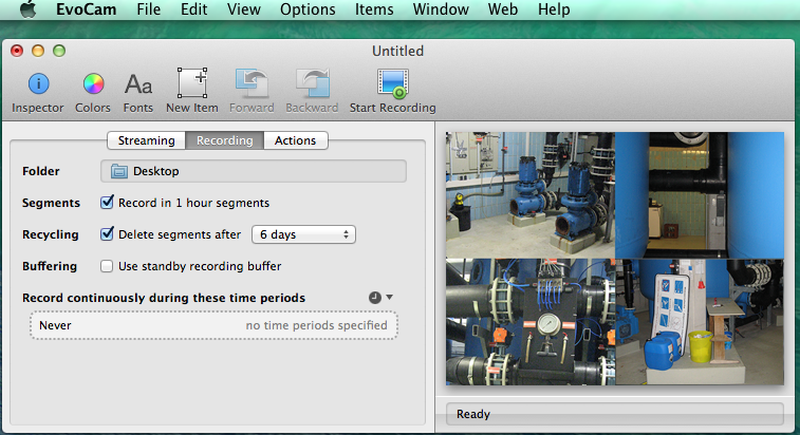 EvoCam File Edit View Options Items Window Web Help
Untitled
Inspector Colors Fonts New Item Forward Backward Start Recording
Streaming Recording Actions
Folder Desktop
Segments Record in 1 hour segments
Recycling Delete segments after 6 days
Buffering Use standby recording buffer
Record continuously during these time periods
Never no time periods specified
Ready